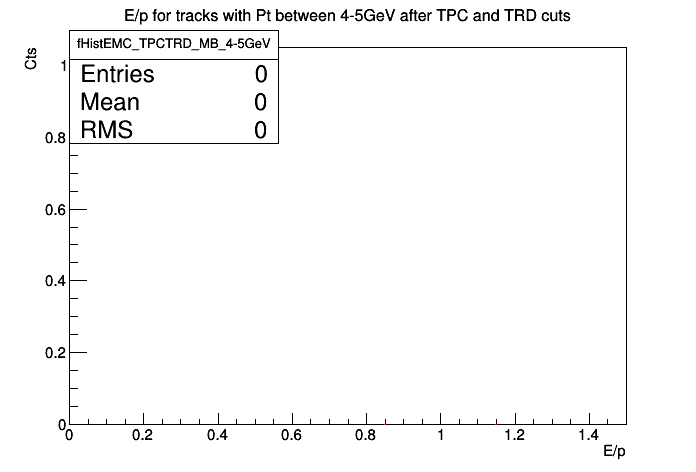 E/p for tracks with Pt between 4-5GeV after TPC and TRD cuts
fHistEMC_TPCTRD_MB_4-5GeV
Entries 0
Mean 0
RMS 0
Cts
1
0.8
0.6
0.4
0.2
0
0 0.2 0.4 0.6 0.8 1 1.2 1.4
E/p